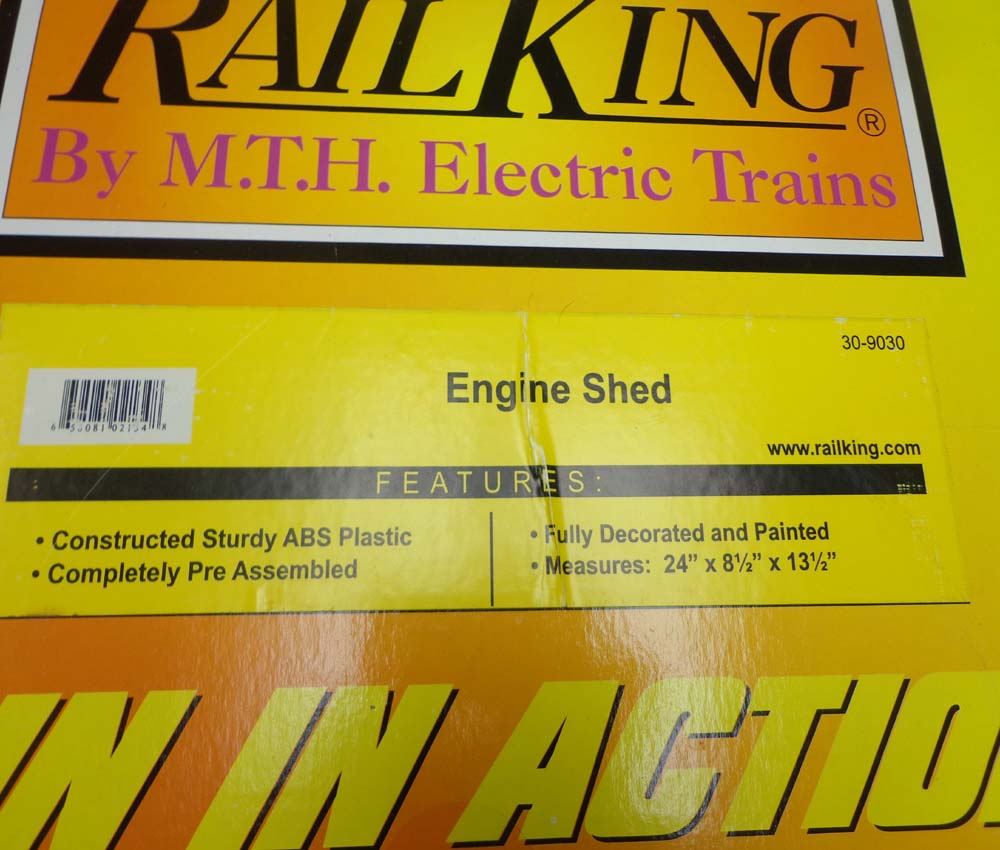 RAILKING®
By M.T.H. Electric Trains
30-9030
Engine Shed
www.railking.com
FEATURES:
• Constructed Sturdy ABS Plastic
• Completely Pre Assembled
• Fully Decorated and Painted
• Measures: 24” x 8½” x 13½”
IN ACTIO